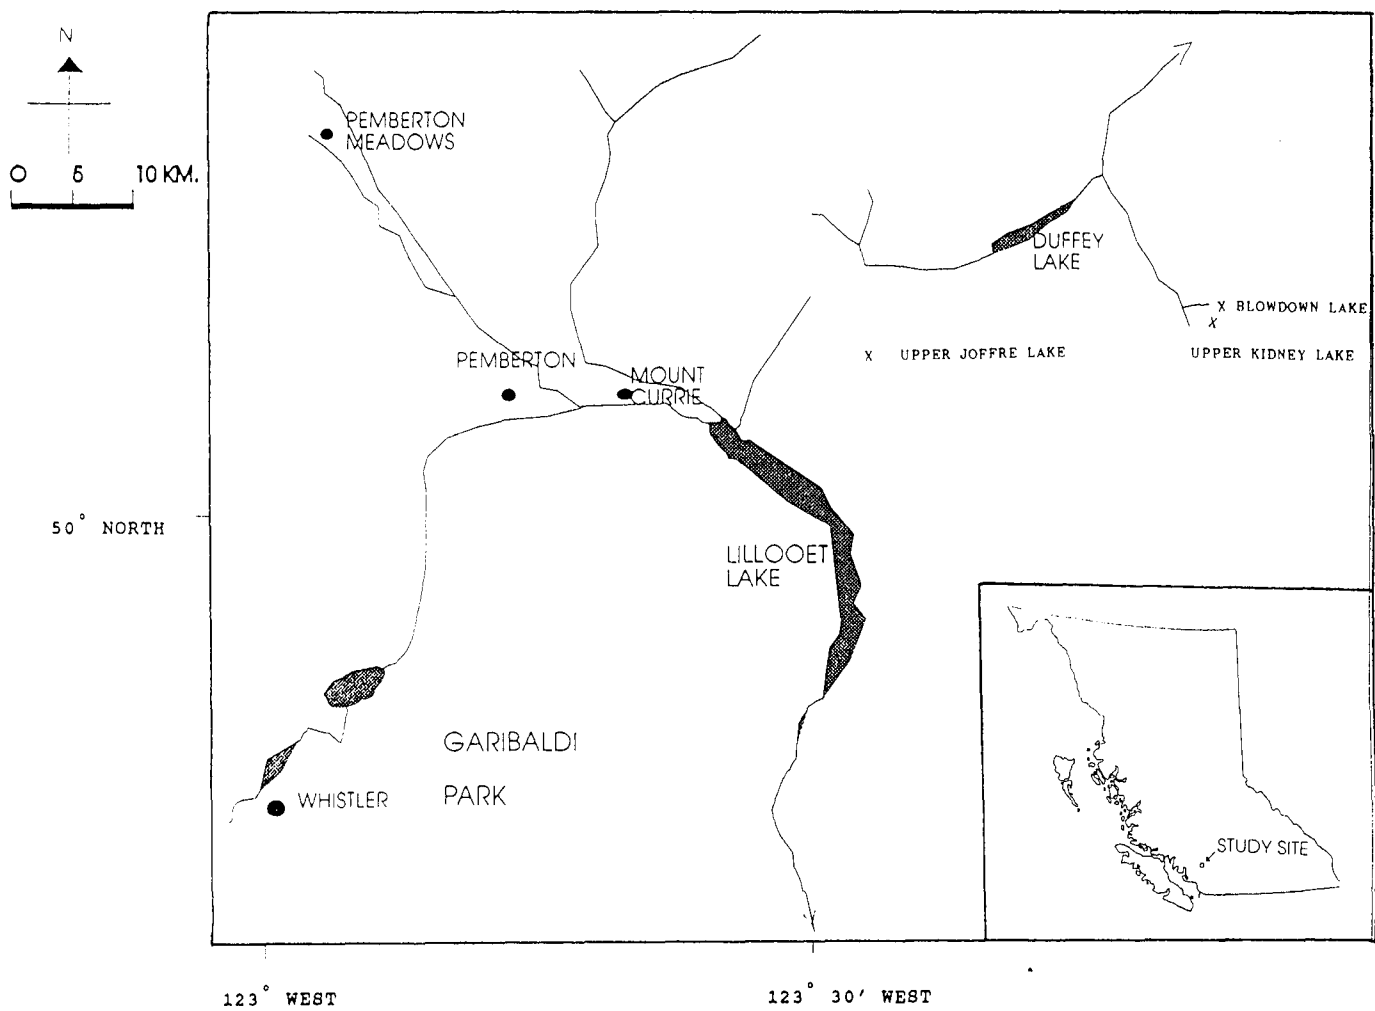 N
0 5 10 KM.
PEMBERTON
MEADOWS
DUFFEY
LAKE
X BLOWDOWN LAKE
X
UPPER KIDNEY LAKE
X UPPER JOFFRE LAKE
PEMBERTON
MOUNT
CURRIE
50° NORTH
LILLOOET
LAKE
GARIBALDI
PARK
WHISTLER
STUDY SITE
123° WEST
123° 30' WEST